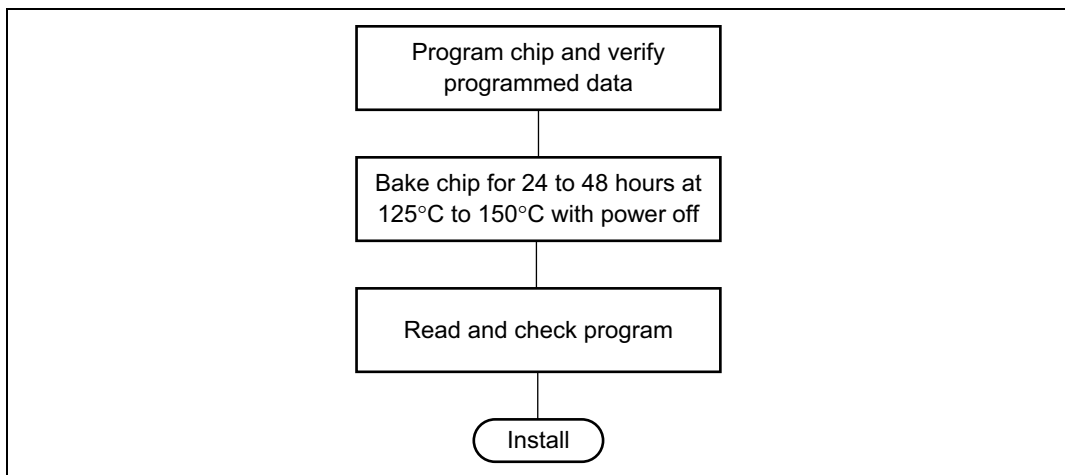 Program chip and verify
programmed data
Bake chip for 24 to 48 hours at
125°C to 150°C with power off
Read and check program
Install